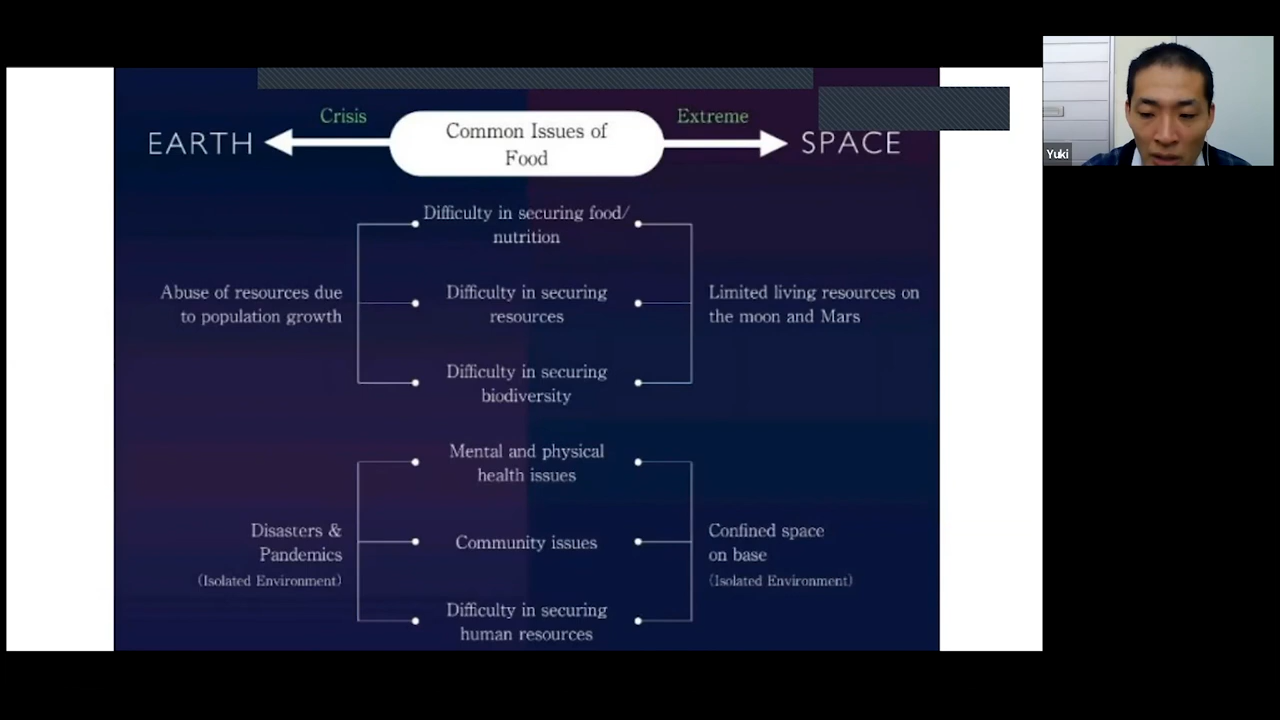 Crisis
Extreme
EARTH
Common Issues of
Food
SPACE
Difficulty in securing food/
nutrition
Abuse of resources due
to population growth
Difficulty in securing
resources
Limited living resources on
the moon and Mars
Difficulty in securing
biodiversity
Mental and physical
health issues
Disasters &
Pandemics
(Isolated Environment)
Community issues
Confined space
on base
(Isolated Environment)
Difficulty in securing
human resources
Yuki